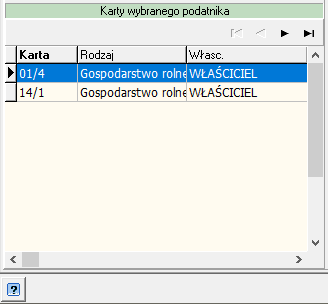 Karty wybranego podatnika
Karta Rodzaj Własc.
01/4 Gospodarstwo rolne WŁAŚCICIEL
14/1 Gospodarstwo rolne WŁAŚCICIEL
?